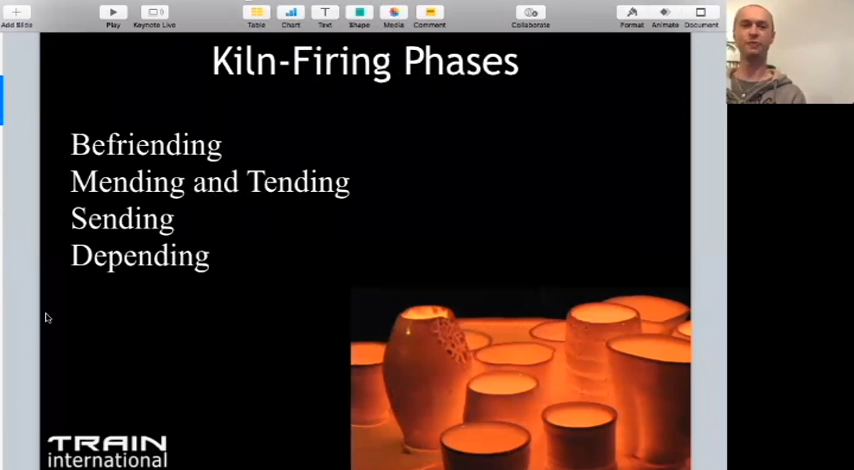 Add Slide
Play
Keynote Live
Table
Chart
Text
Shape
Media
Comment
Collaborate
Format
Animate
Document
Kiln-Firing Phases
Befriending
Mending and Tending
Sending
Depending
TRAIN
international